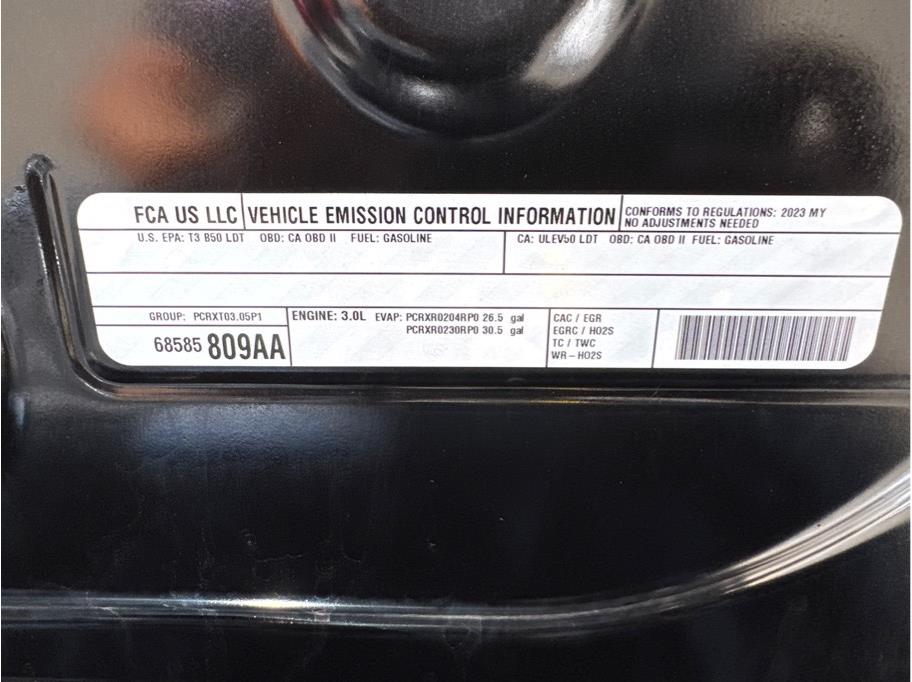 FCA US LLC VEHICLE EMISSION CONTROL INFORMATION CONFORMS TO REGULATIONS: 2023 MY
NO ADJUSTMENTS NEEDED
U.S. EPA: T3 B50 LDT OBD: CA OBD II FUEL: GASOLINE CA: ULEV50 LDT OBD: CA OBD II FUEL: GASOLINE
GROUP: PCRXT03.05P1
68585 809AA
ENGINE: 3.0L EVAP: PCRXR0204RP0 26.5 gal
PCRXR0230RP0 30.5 gal
CAC / EGR
EGRC / HO2S
TC / TWC
WR-HO2S